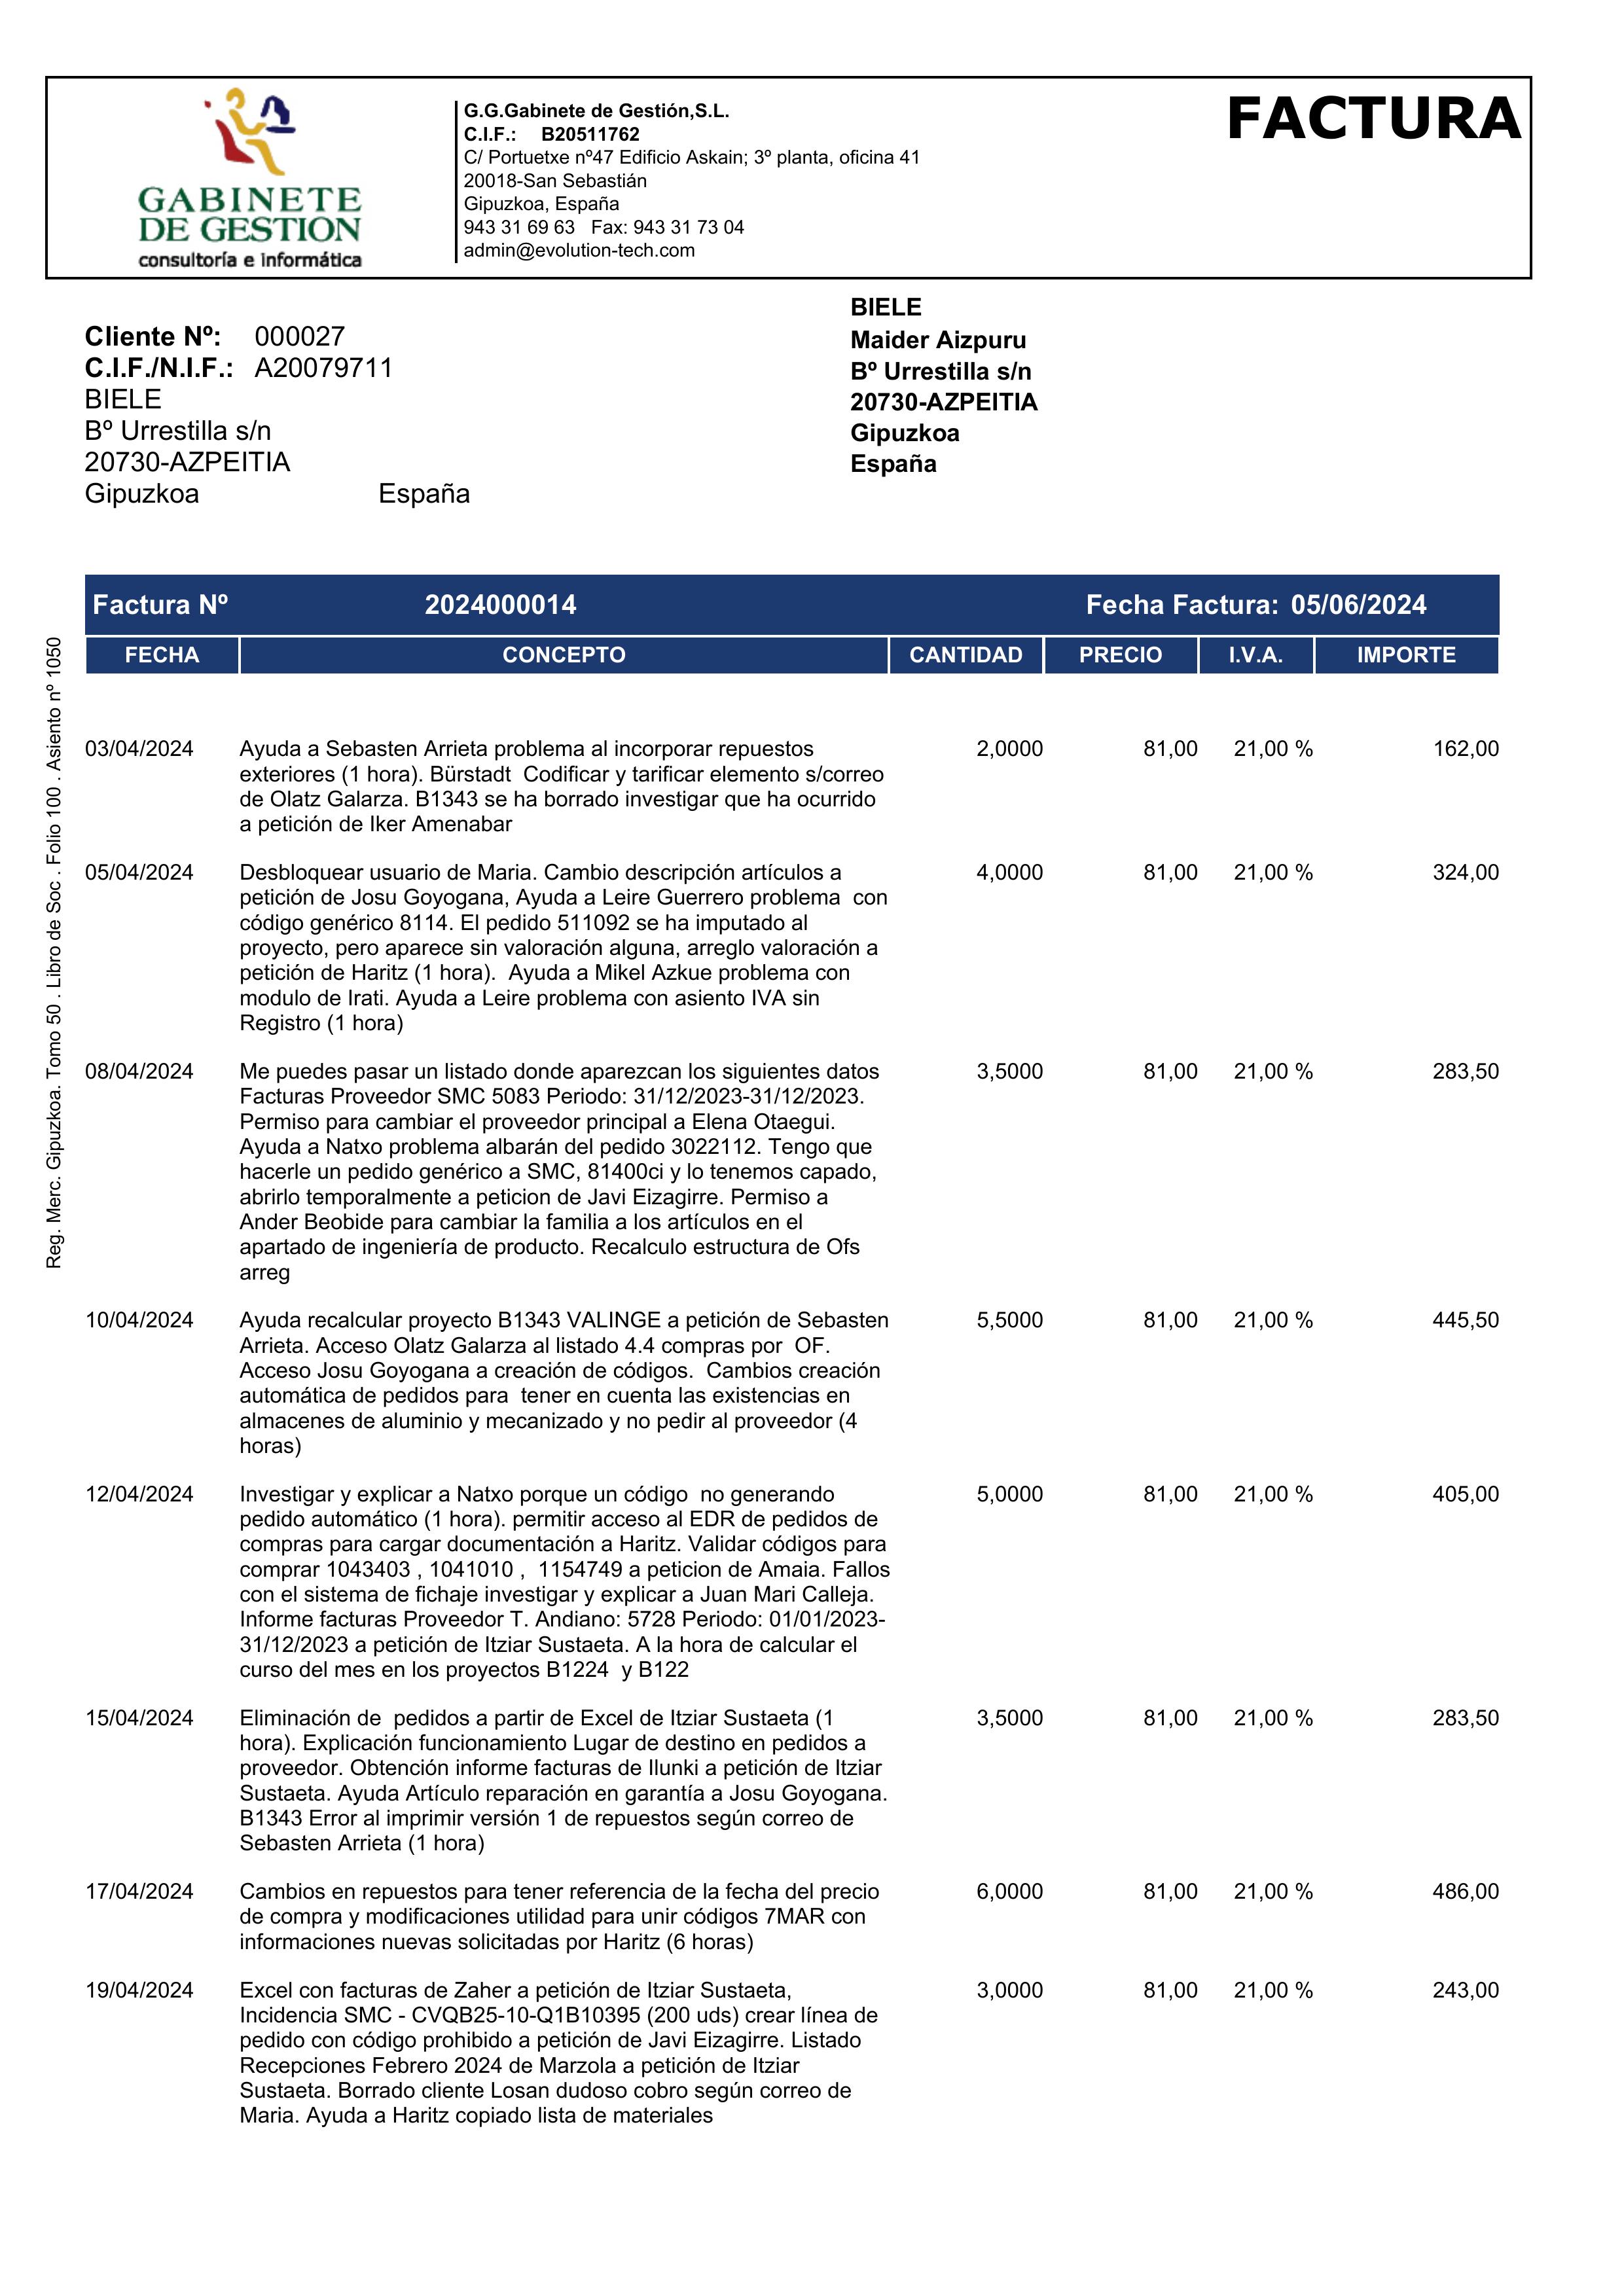 GABINETE
DE GESTION
consultoría e informática
G.G.Gabinete de Gestión,S.L.
C.I.F.: B20511762
C/ Portuetxe nº47 Edificio Askain; 3º planta, oficina 41
20018-San Sebastián
Gipuzkoa, España
943 31 69 63 Fax: 943 31 73 04
admin@evolution-tech.com
FACTURA
Cliente Nº: 000027
C.I.F./N.I.F.: A20079711
BIELE
Bº Urrestilla s/n
20730-AZPEITIA
Gipuzkoa España
BIELE
Maider Aizpuru
Bº Urrestilla s/n
20730-AZPEITIA
Gipuzkoa
España
Reg. Merc. Gipuzkoa. Tomo 50 . Libro de Soc . Folio 100 . Asiento nº 1050
Factura Nº 2024000014 Fecha Factura: 05/06/2024
FECHA CONCEPTO CANTIDAD PRECIO I.V.A. IMPORTE
03/04/2024 Ayuda a Sebasten Arrieta problema al incorporar repuestos 2,0000 81,00 21,00 % 162,00
exteriores (1 hora). Bürstadt Codificar y tarificar elemento s/correo
de Olatz Galarza. B1343 se ha borrado investigar que ha ocurrido
a petición de Iker Amenabar
05/04/2024 Desbloquear usuario de Maria. Cambio descripción artículos a 4,0000 81,00 21,00 % 324,00
petición de Josu Goyogana, Ayuda a Leire Guerrero problema con
código genérico 8114. El pedido 511092 se ha imputado al
proyecto, pero aparece sin valoración alguna, arreglo valoración a
petición de Haritz (1 hora). Ayuda a Mikel Azkue problema con
modulo de Irati. Ayuda a Leire problema con asiento IVA sin
Registro (1 hora)
08/04/2024 Me puedes pasar un listado donde aparezcan los siguientes datos 3,5000 81,00 21,00 % 283,50
Facturas Proveedor SMC 5083 Periodo: 31/12/2023-31/12/2023.
Permiso para cambiar el proveedor principal a Elena Otaegui.
Ayuda a Natxo problema albarán del pedido 3022112. Tengo que
hacerle un pedido genérico a SMC, 81400ci y lo tenemos capado,
abrirlo temporalmente a peticion de Javi Eizagirre. Permiso a
Ander Beobide para cambiar la familia a los artículos en el
apartado de ingeniería de producto. Recalculo estructura de Ofs
arreg
10/04/2024 Ayuda recalcular proyecto B1343 VALINGE a petición de Sebasten 5,5000 81,00 21,00 % 445,50
Arrieta. Acceso Olatz Galarza al listado 4.4 compras por OF.
Acceso Josu Goyogana a creación de códigos. Cambios creación
automática de pedidos para tener en cuenta las existencias en
almacenes de aluminio y mecanizado y no pedir al proveedor (4
horas)
12/04/2024 Investigar y explicar a Natxo porque un código no generando 5,0000 81,00 21,00 % 405,00
pedido automático (1 hora). permitir acceso al EDR de pedidos de
compras para cargar documentación a Haritz. Validar códigos para
comprar 1043403 , 1041010 , 1154749 a peticion de Amaia. Fallos
con el sistema de fichaje investigar y explicar a Juan Mari Calleja.
Informe facturas Proveedor T. Andiano: 5728 Periodo: 01/01/2023-
31/12/2023 a petición de Itziar Sustaeta. A la hora de calcular el
curso del mes en los proyectos B1224 y B122
15/04/2024 Eliminación de pedidos a partir de Excel de Itziar Sustaeta (1 3,5000 81,00 21,00 % 283,50
hora). Explicación funcionamiento Lugar de destino en pedidos a
proveedor. Obtención informe facturas de Ilunki a petición de Itziar
Sustaeta. Ayuda Artículo reparación en garantía a Josu Goyogana.
B1343 Error al imprimir versión 1 de repuestos según correo de
Sebasten Arrieta (1 hora)
17/04/2024 Cambios en repuestos para tener referencia de la fecha del precio 6,0000 81,00 21,00 % 486,00
de compra y modificaciones utilidad para unir códigos 7MAR con
informaciones nuevas solicitadas por Haritz (6 horas)
19/04/2024 Excel con facturas de Zaher a petición de Itziar Sustaeta, 3,0000 81,00 21,00 % 243,00
Incidencia SMC - CVQB25-10-Q1B10395 (200 uds) crear línea de
pedido con código prohibido a petición de Javi Eizagirre. Listado
Recepciones Febrero 2024 de Marzola a petición de Itziar
Sustaeta. Borrado cliente Losan dudoso cobro según correo de
Maria. Ayuda a Haritz copiado lista de materiales